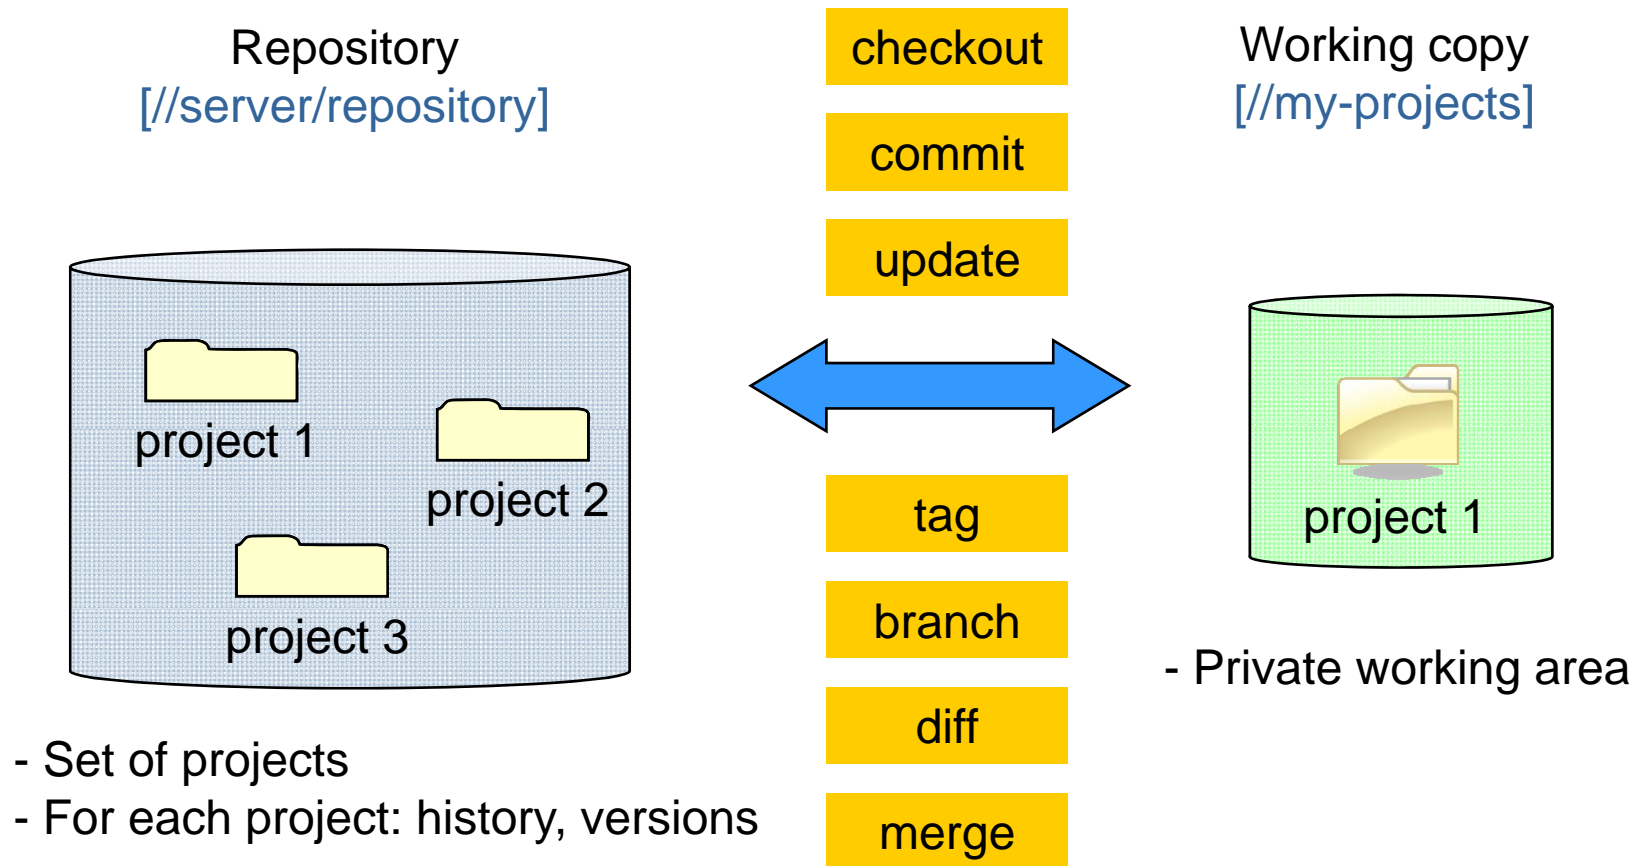 Repository
[//server/repository]
project 1
project 2
project 3
- Set of projects
- For each project: history, versions
checkout
commit
update
tag
branch
diff
merge
Working copy
[//my-projects]
project 1
- Private working area